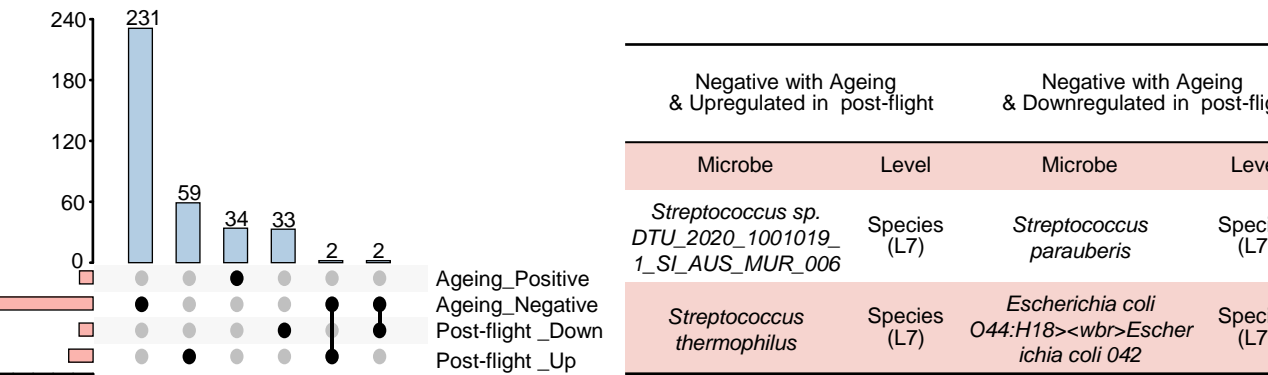 240
180
120
60
0
231
59
34
33
2
2
Ageing_Positive
Ageing_Negative
Post-flight _Down
Post-flight _Up
Negative with Ageing
& Upregulated in post-flight
Negative with Ageing
& Downregulated in post-flig
Microbe Level Microbe Leve
Streptococcus sp.
DTU_2020_1001019_
1_SI_AUS_MUR_006
Species
(L7)
Streptococcus
parauberis
Speci
(L7
Streptococcus
thermophilus
Species
(L7)
Escherichia coli
O44:H18><wbr>Escher
ichia coli 042
Speci
(L7